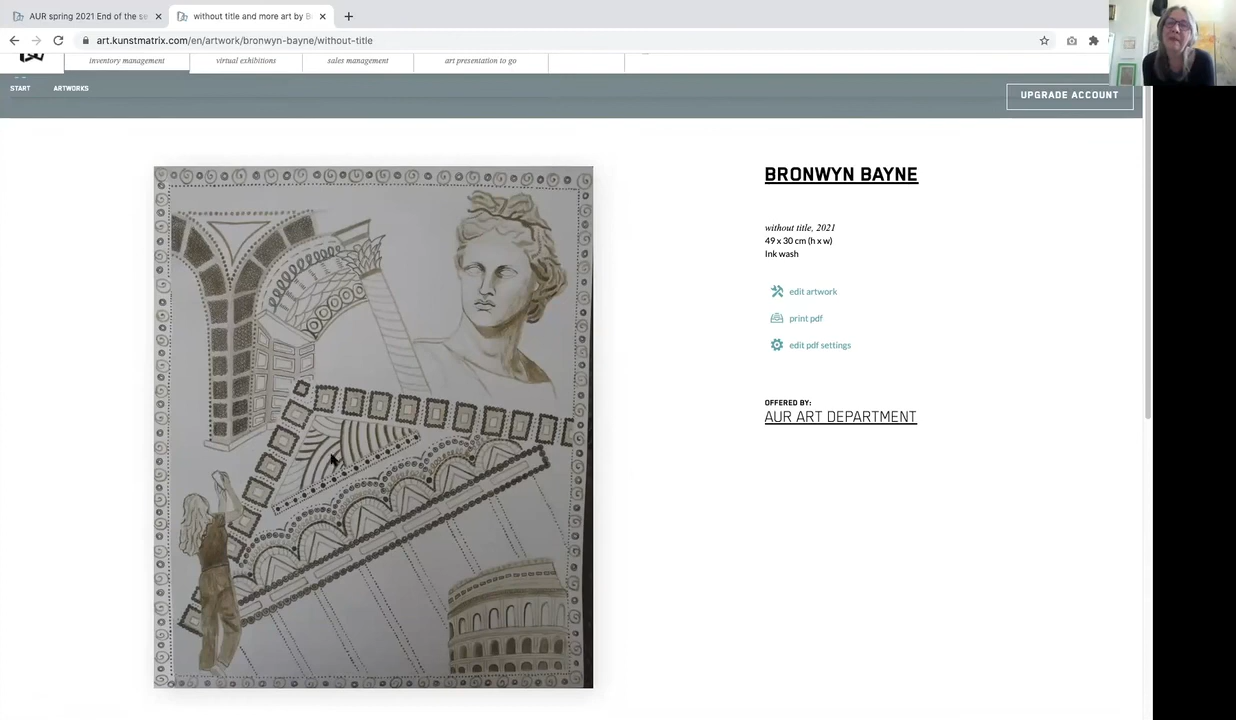 AUR spring 2021 End of the se
without title and more art by B
art.kunstmatrix.com/en/artwork/bronwyn-bayne/without-title
inventory management
virtual exhibitions
sales management
art presentation to go
START
ARTWORKS
UPGRADE ACCOUNT
BRONWYN BAYNE
without title, 2021
49 x 30 cm (h x w)
Ink wash
edit artwork
print pdf
edit pdf settings
OFFERED BY:
AUR ART DEPARTMENT